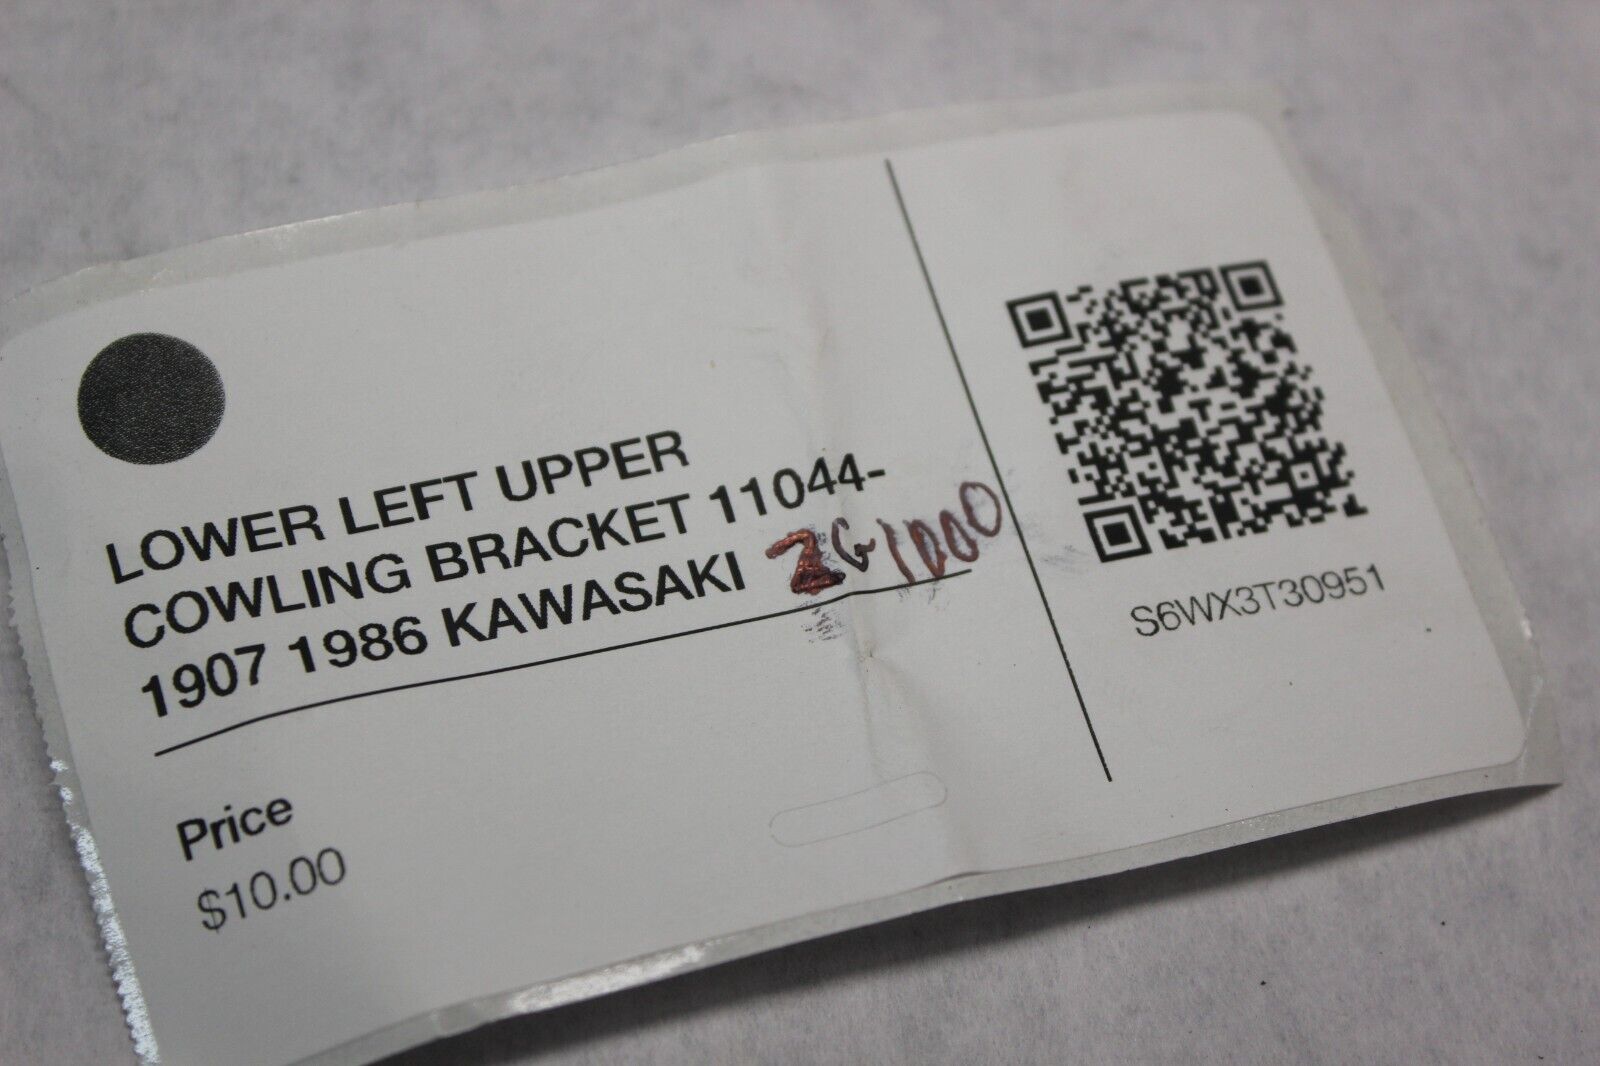 LOWER LEFT UPPER
COWLING BRACKET 11044-
1907 1986 KAWASAKI ZG1000
Price
$10.00
S6WX3T30951